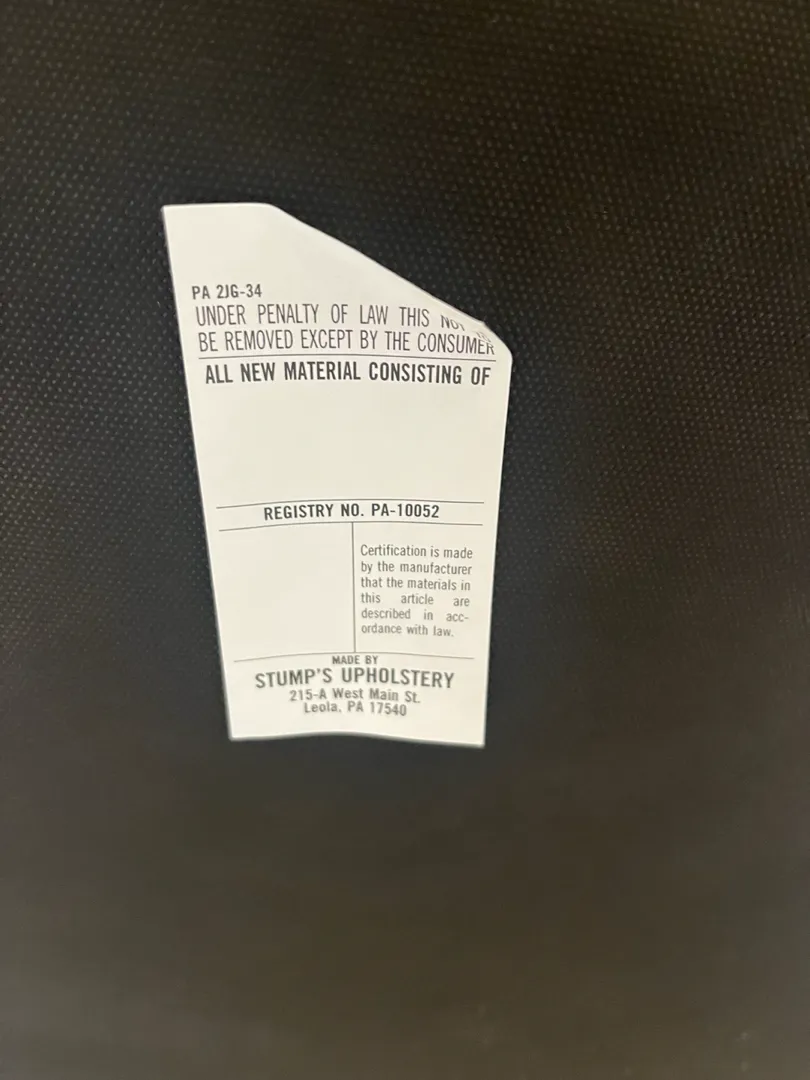 PA 2JG-34
UNDER PENALTY OF LAW THIS NOT
BE REMOVED EXCEPT BY THE CONSUMER
ALL NEW MATERIAL CONSISTING OF
REGISTRY NO. PA-10052
Certification is made
by the manufacturer
that the materials in
this article are
described in acc-
ordance with law.
MADE BY
STUMP'S UPHOLSTERY
215-A West Main St.
Leola, PA 17540